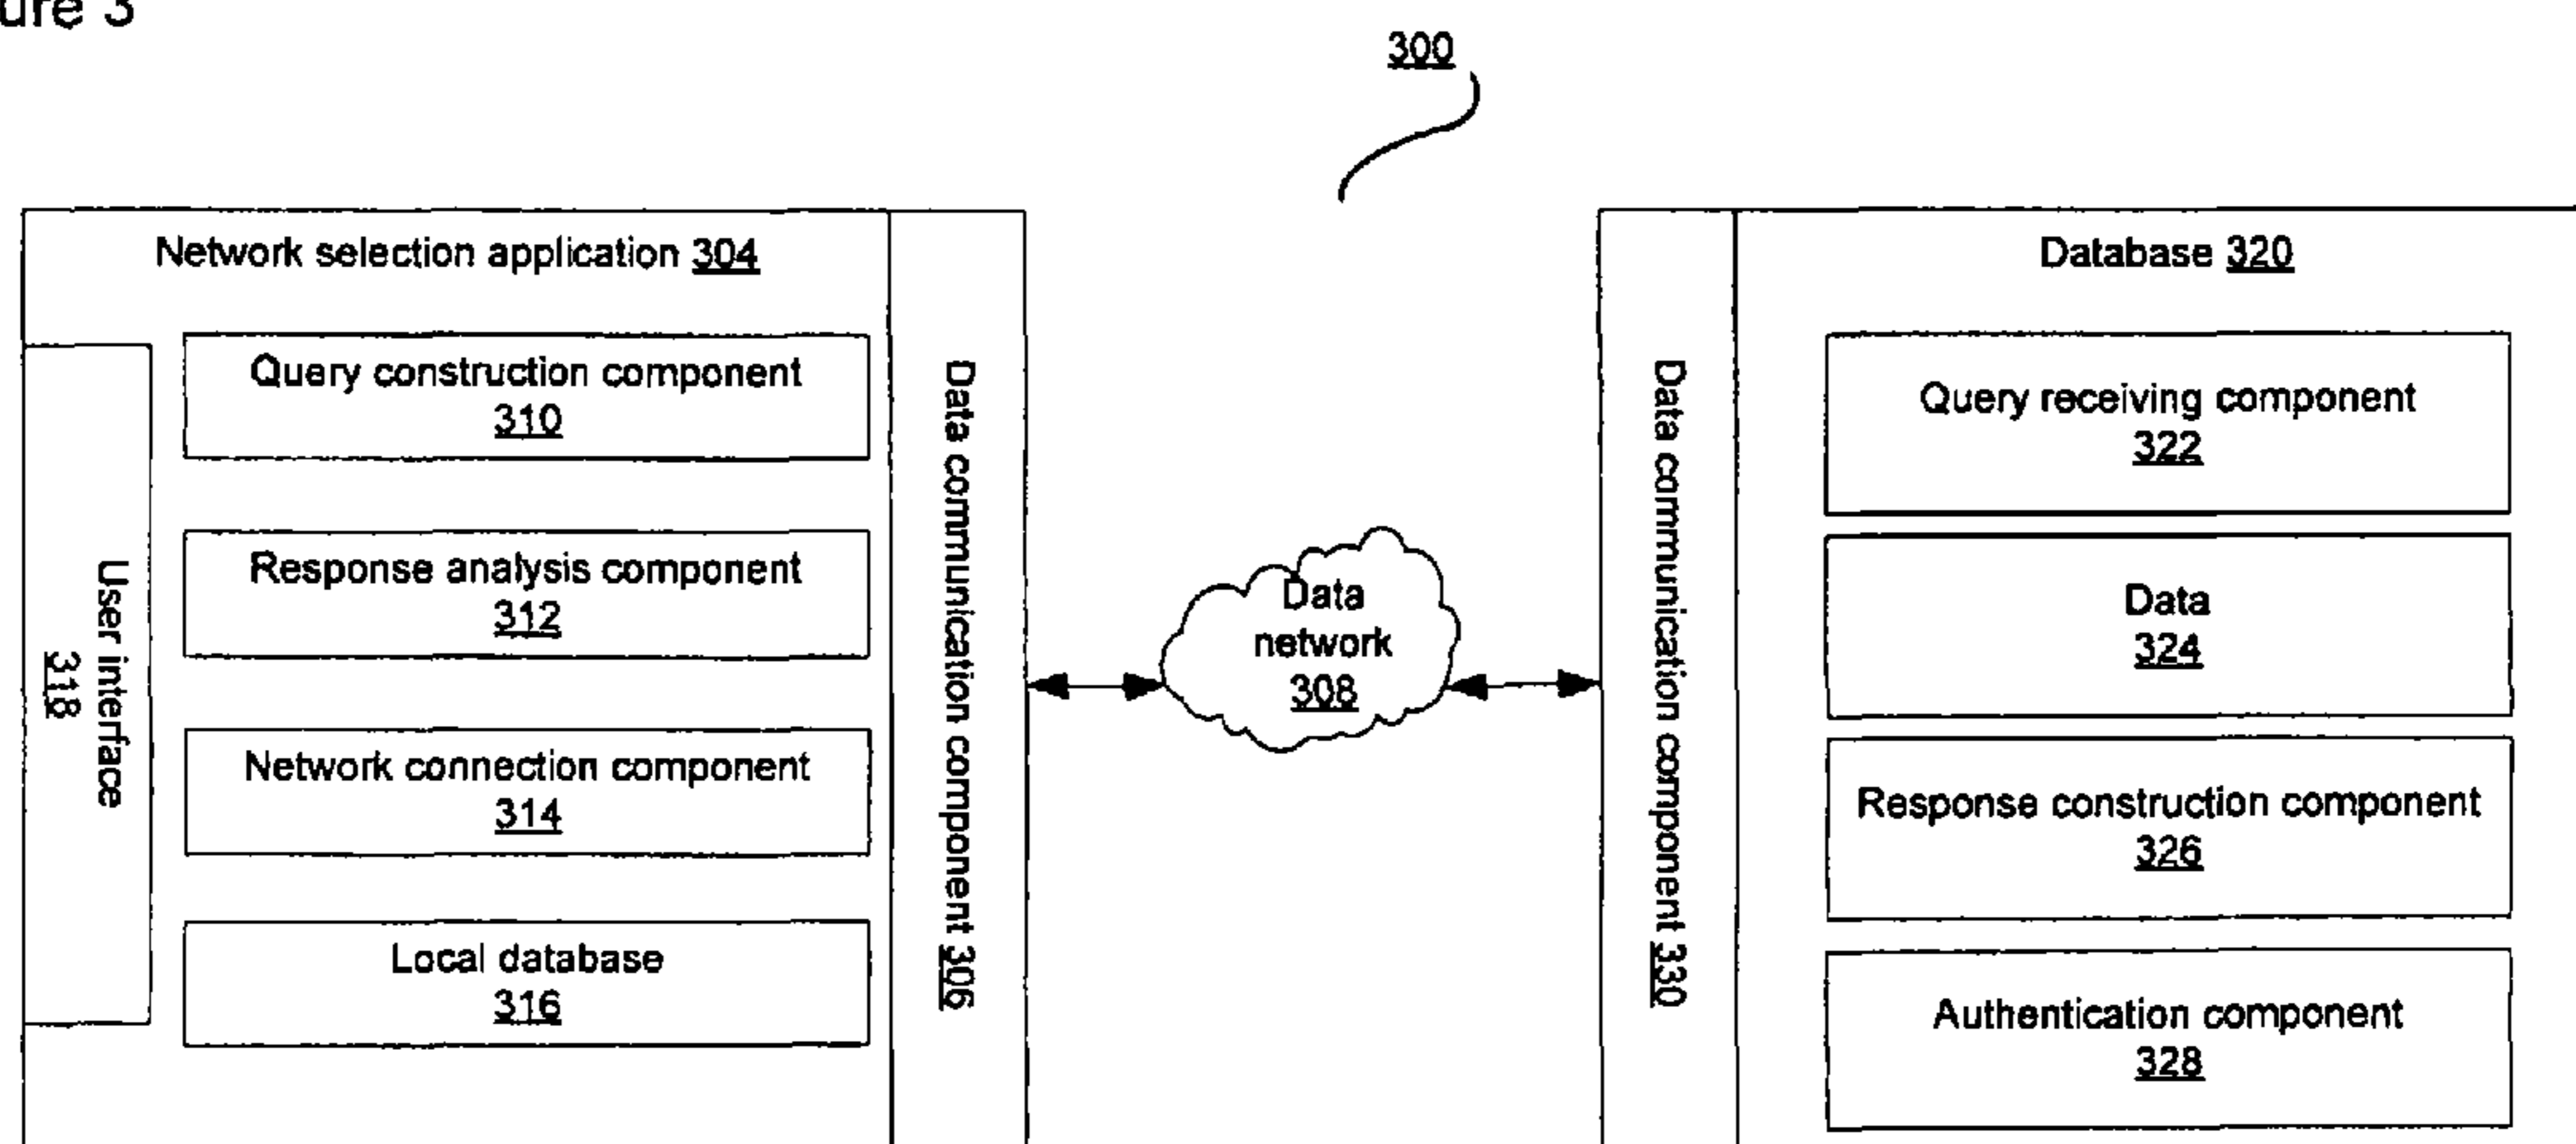 ure 3
300
Network selection application 304
Query construction component
310
Response analysis component
312
Network connection component
314
Local database
316
User interface
318
Data communication component 306
Data
network
308
Data communication component 330
Database 320
Query receiving component
322
Data
324
Response construction component
326
Authentication component
328